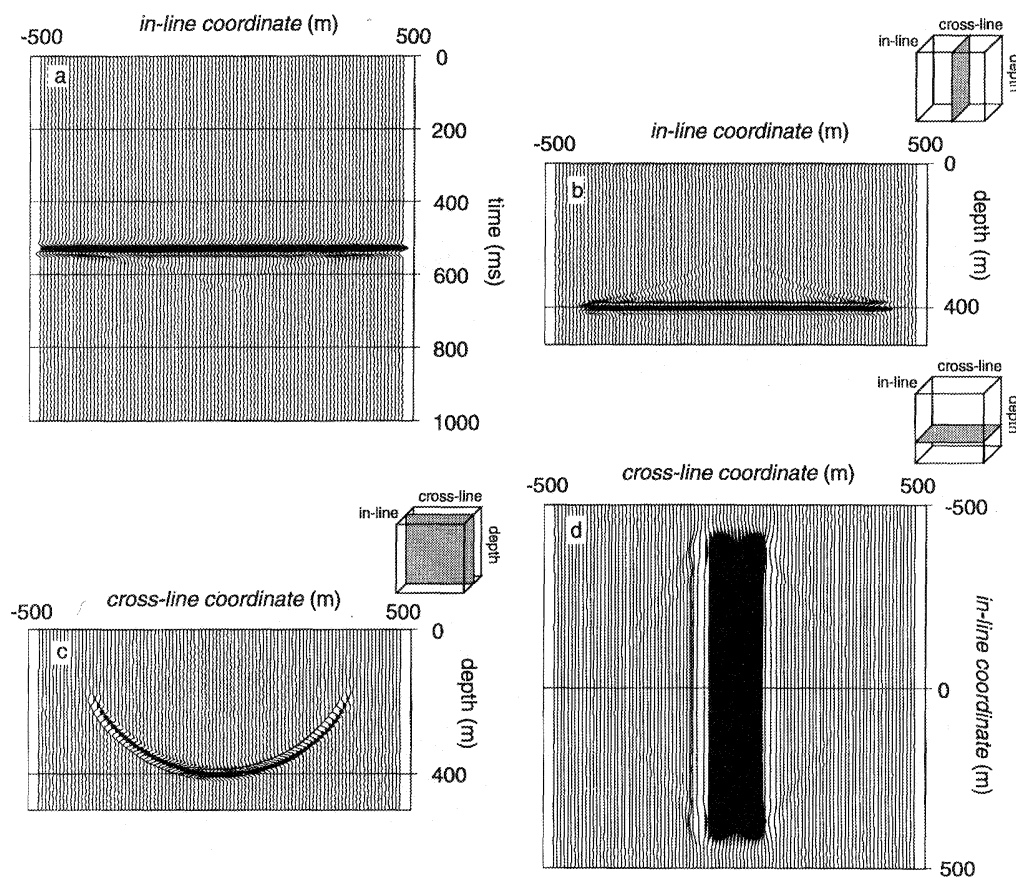 in-line coordinate (m)
-500 500
a
0
200
400
600
800
1000
time (ms)
cross-line
in-line
depth
in-line coordinate (m)
-500 500
b
0
400
depth (m)
cross-line
in-line
depth
cross-line coordinate (m)
-500 500
c
0
400
depth (m)
cross-line
in-line
depth
cross-line coordinate (m)
-500 500
d
-500
0
500
in-line coordinate (m)